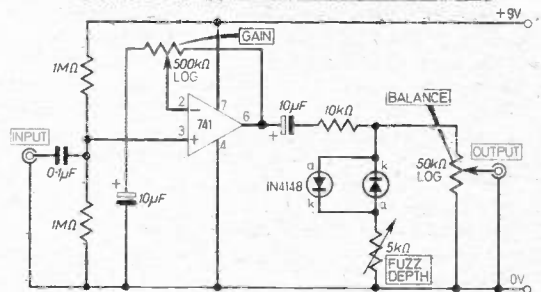 +9V
GAIN
1MΩ
500kΩ
LOG
2
7
741
3
6
4
10µF
+
10kΩ
BALANCE
INPUT
0·1µF
+
10µF
1MΩ
a
k
IN4148
k
a
50kΩ
LOG
OUTPUT
5kΩ
FUZZ
DEPTH
0V